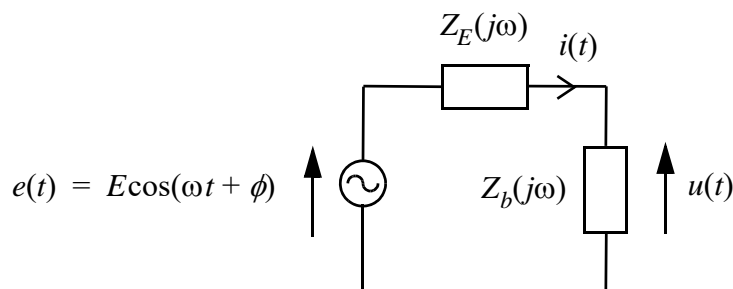 Z_E(jω)
i(t)
e(t) = Ecos(ωt + ϕ)
Z_b(jω)
u(t)